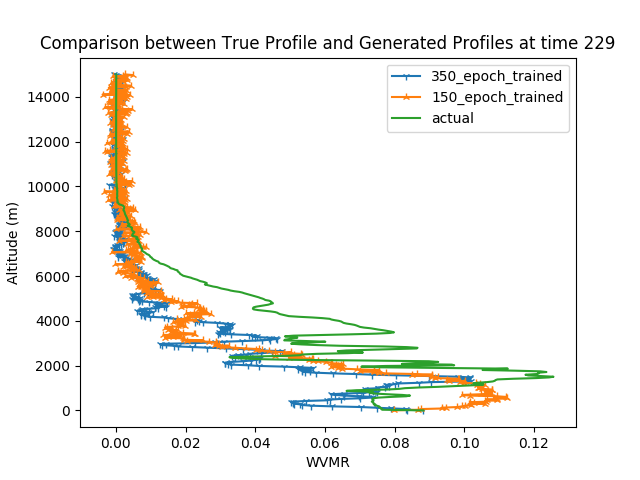 Comparison between True Profile and Generated Profiles at time 229
350_epoch_trained
150_epoch_trained
actual
14000
12000
10000
8000
6000
4000
2000
0
Altitude (m)
0.00 0.02 0.04 0.06 0.08 0.10 0.12
WVMR